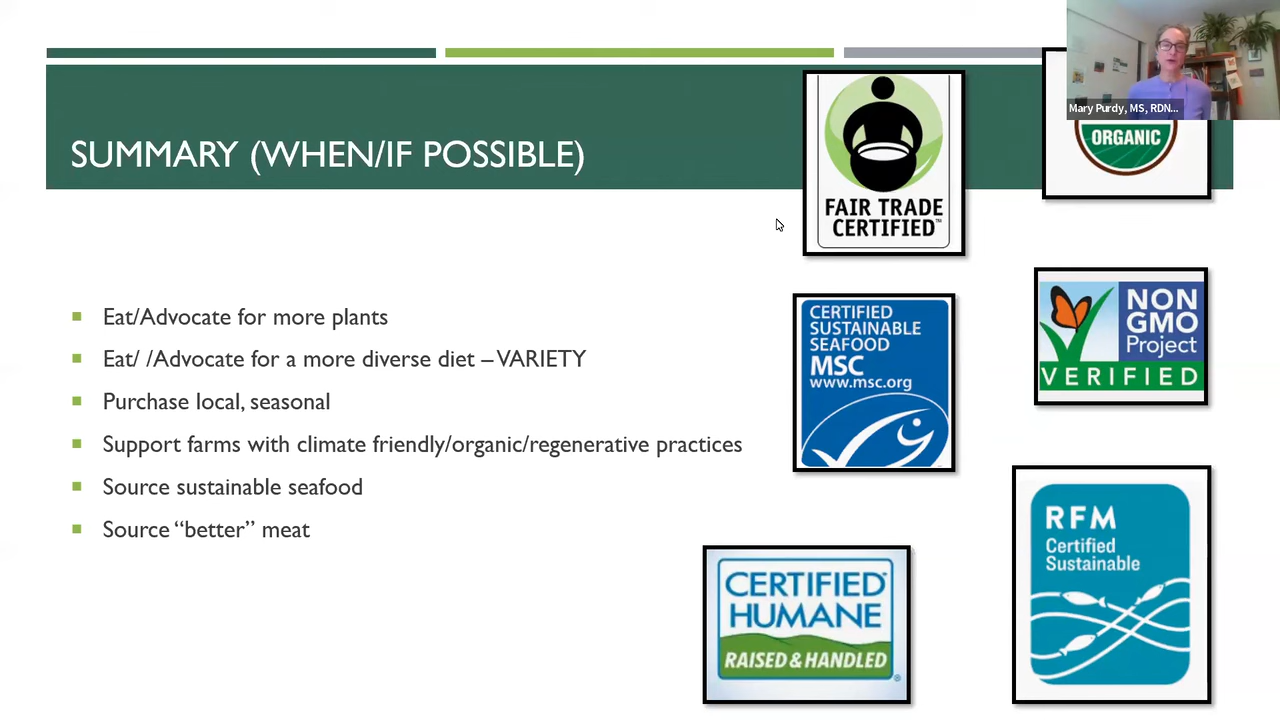 Mary Purdy, MS, RDN...
SUMMARY (WHEN/IF POSSIBLE)
Eat/Advocate for more plants
Eat/ /Advocate for a more diverse diet – VARIETY
Purchase local, seasonal
Support farms with climate friendly/organic/regenerative practices
Source sustainable seafood
Source “better” meat
FAIR TRADE
CERTIFIED™
ORGANIC
CERTIFIED
SUSTAINABLE
SEAFOOD
MSC
www.msc.org
NON
GMO
Project
VERIFIED
CERTIFIED™
HUMANE
RAISED & HANDLED
®
RFM
Certified
Sustainable